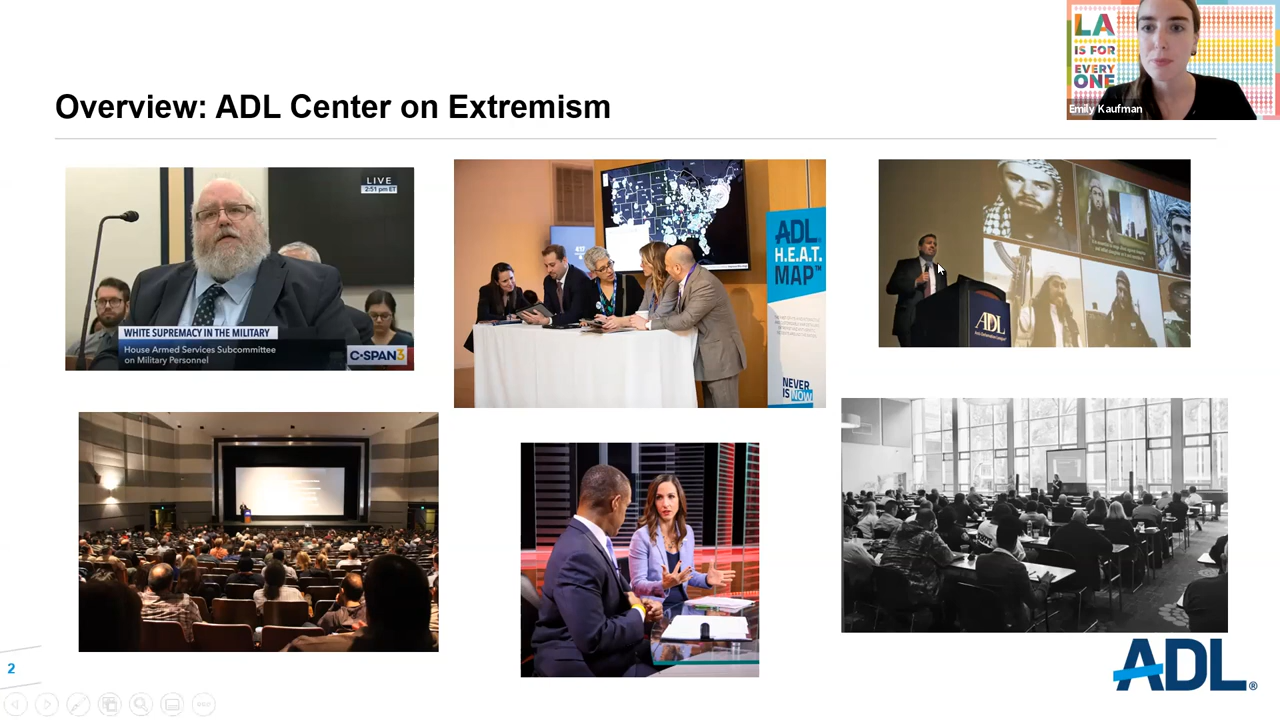 LA
IS FOR
EVERY
ONE
Emily Kaufman
Overview: ADL Center on Extremism
LIVE
2:51 pm ET
WHITE SUPREMACY IN THE MILITARY
House Armed Services Subcommittee
on Military Personnel
C-SPAN3
ADL
H.E.A.T.
MAP™
NEVER
IS NOW
ADL
2
ADL®